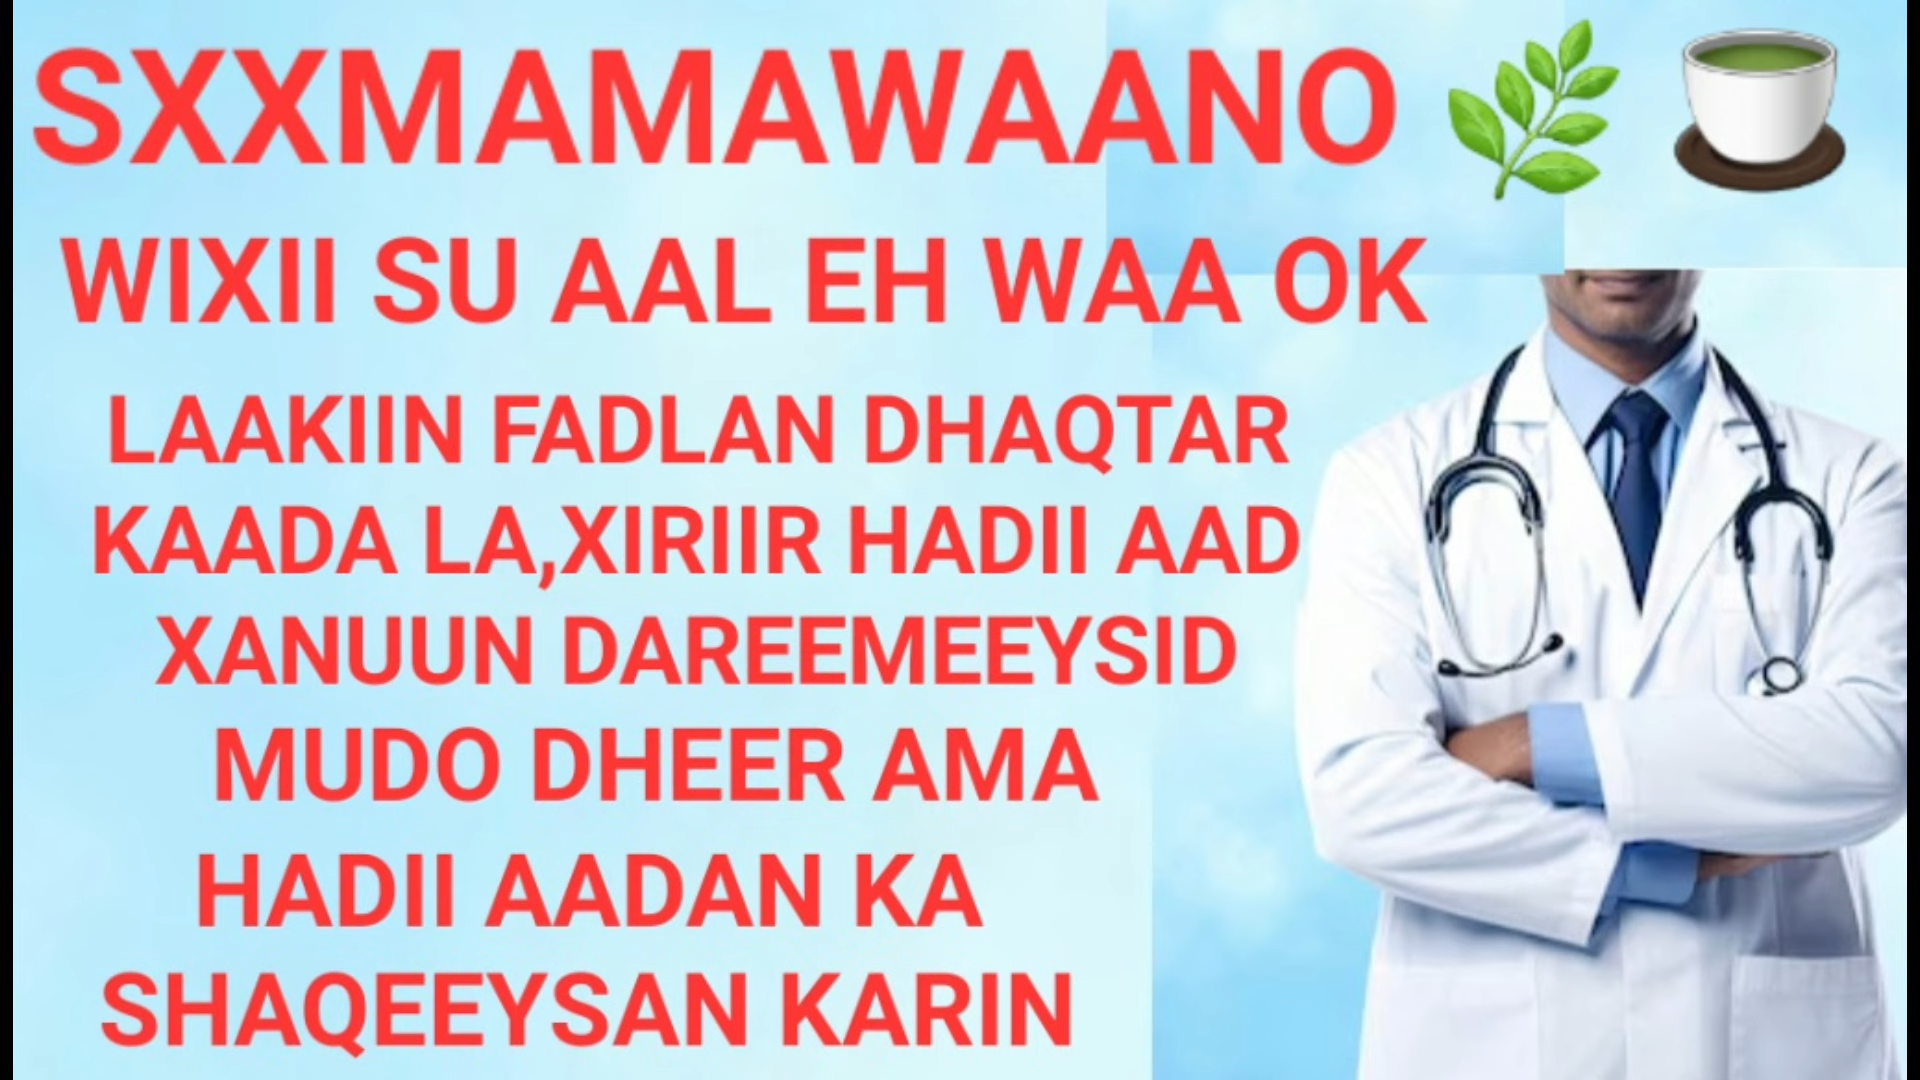 SXXMAMAWAANO
WIXII SU AAL EH WAA OK
LAAKIIN FADLAN DHAQTAR
KAADA LA,XIRIIR HADII AAD
XANUUN DAREEMEEYSID
MUDO DHEER AMA
HADII AADAN KA
SHAQEEYSAN KARIN